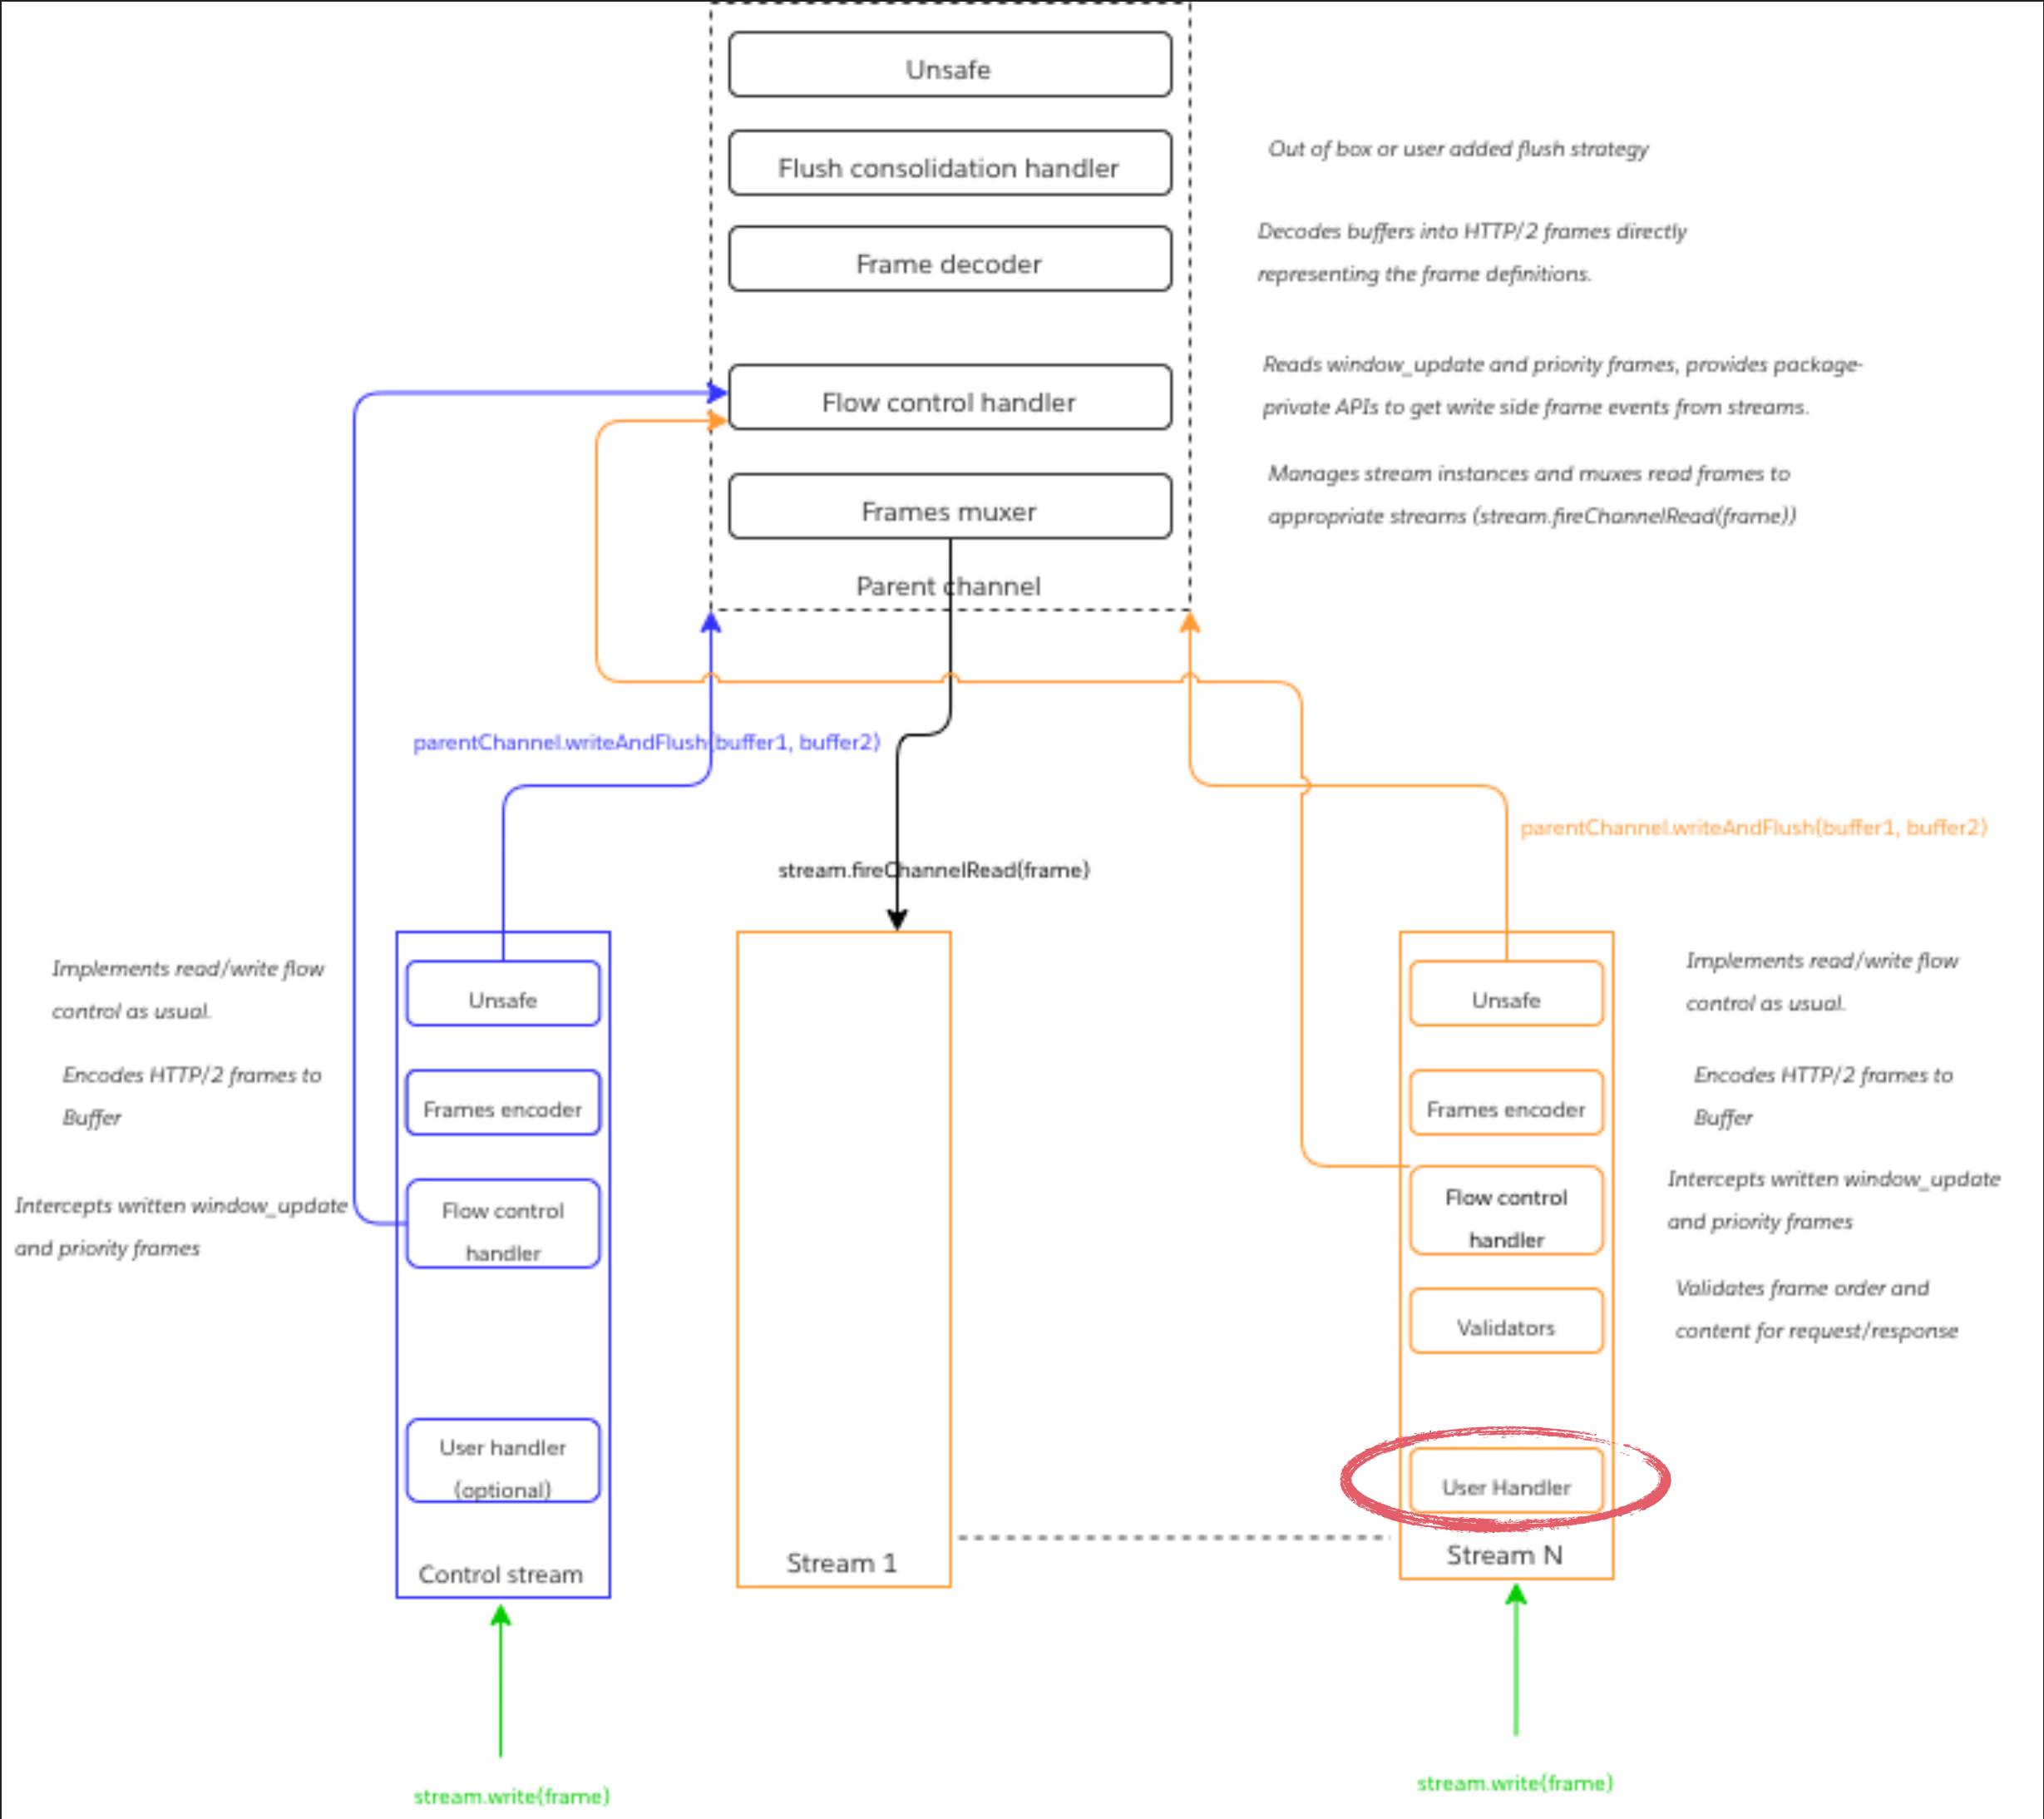 Unsafe
Flush consolidation handler
Out of box or user added flush strategy
Frame decoder
Decodes buffers into HTTP/2 frames directly
representing the frame definitions.
Flow control handler
Reads window_update and priority frames, provides package-
private APIs to get write side frame events from streams.
Frames muxer
Manages stream instances and muxes read frames to
appropriate streams (stream.fireChannelRead(frame))
Parent channel
parentChannel.writeAndFlush(buffer1, buffer2)
parentChannel.writeAndFlush(buffer1, buffer2)
stream.fireChannelRead(frame)
Implements read/write flow
control as usual.
Encodes HTTP/2 frames to
Buffer
Intercepts written window_update
and priority frames
Unsafe
Frames encoder
Flow control
handler
User handler
(optional)
Control stream
stream.write(frame)
Stream 1
Unsafe
Frames encoder
Flow control
handler
Validators
User Handler
Stream N
stream.write(frame)
Implements read/write flow
control as usual.
Encodes HTTP/2 frames to
Buffer
Intercepts written window_update
and priority frames
Validates frame order and
content for request/response